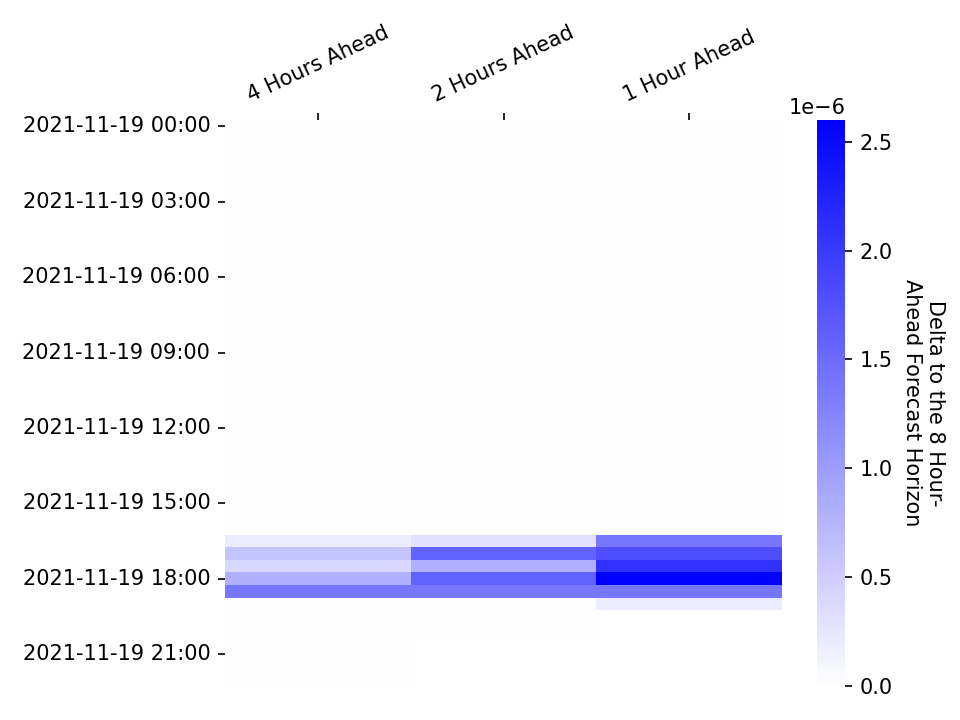 4 Hours Ahead
2 Hours Ahead
1 Hour Ahead
1e−6
2021-11-19 00:00
2021-11-19 03:00
2021-11-19 06:00
2021-11-19 09:00
2021-11-19 12:00
2021-11-19 15:00
2021-11-19 18:00
2021-11-19 21:00
2.5
2.0
1.5
1.0
0.5
0.0
Delta to the 8 Hour-
Ahead Forecast Horizon